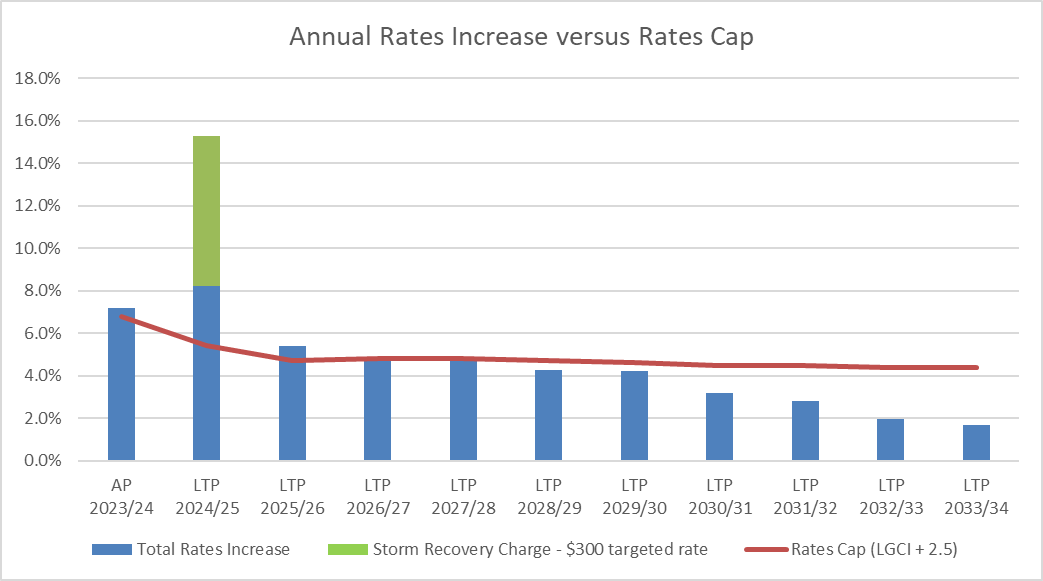 Annual Rates Increase versus Rates Cap
18.0%
16.0%
14.0%
12.0%
10.0%
8.0%
6.0%
4.0%
2.0%
0.0%
AP LTP LTP LTP LTP LTP LTP LTP LTP LTP LTP
2023/24 2024/25 2025/26 2026/27 2027/28 2028/29 2029/30 2030/31 2031/32 2032/33 2033/34
Total Rates Increase Storm Recovery Charge - $300 targeted rate Rates Cap (LGCI + 2.5)